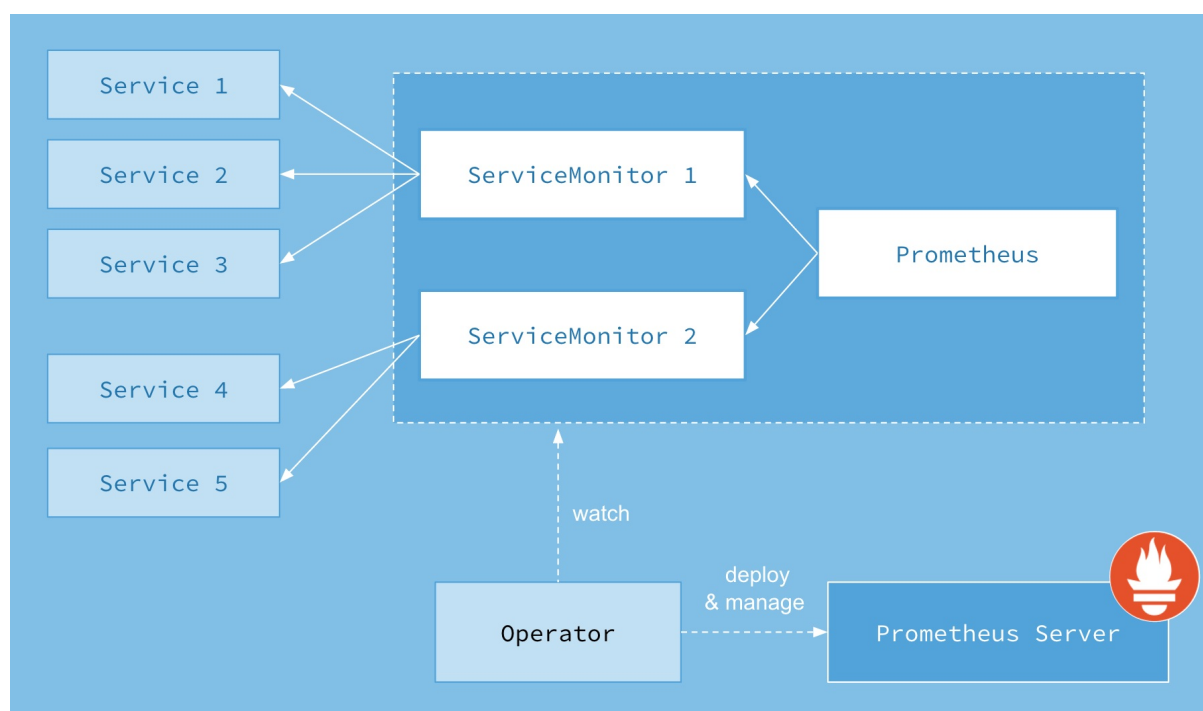 Service 1
Service 2
Service 3
Service 4
Service 5
ServiceMonitor 1
ServiceMonitor 2
Prometheus
watch
Operator
deploy
& manage
Prometheus Server